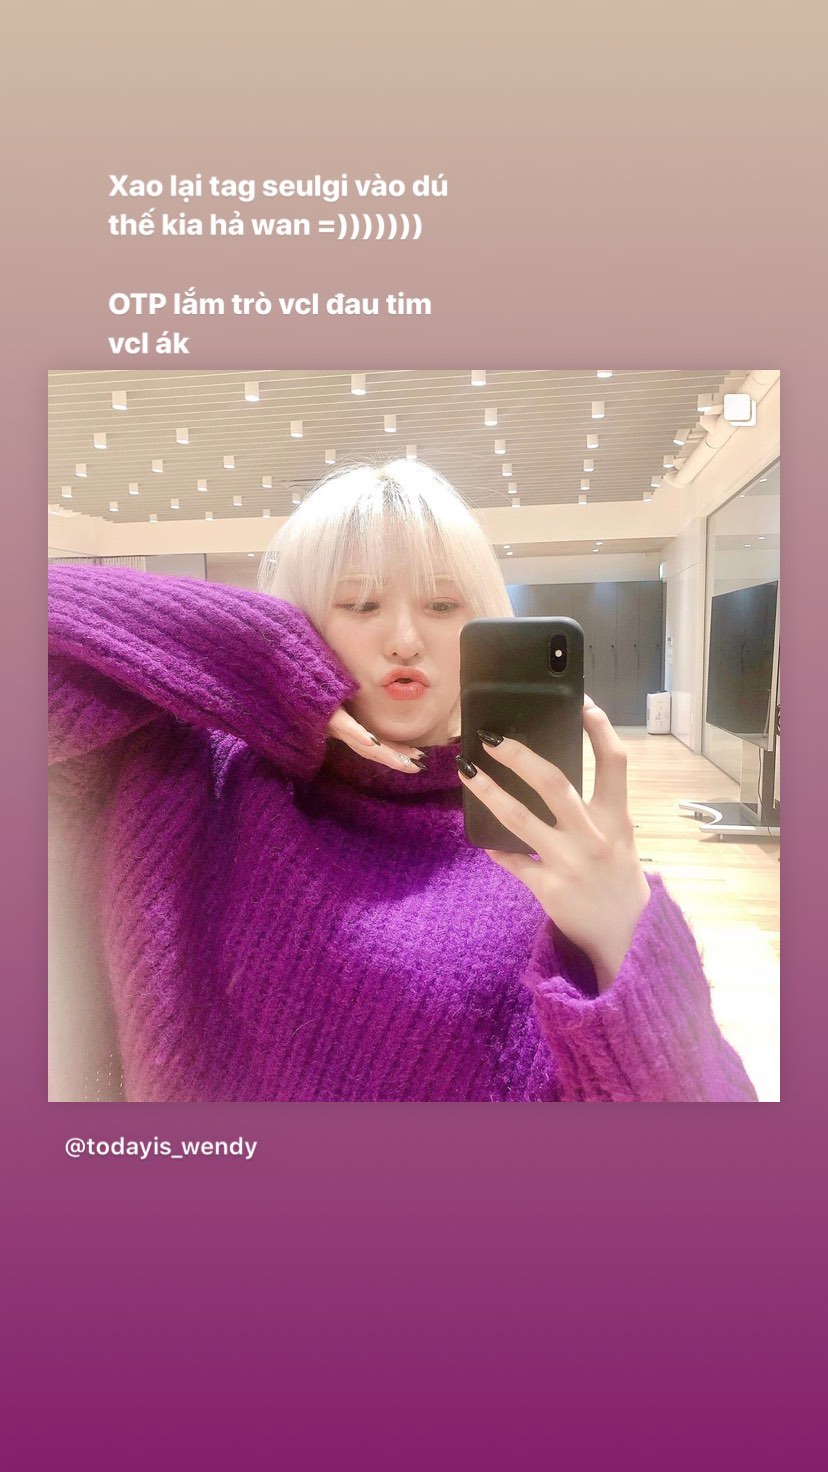 Xao lại tag seulgi vào dú
thế kia hả wan =)))))))
OTP lắm trò vcl đau tim
vcl ák
@todayis_wendy